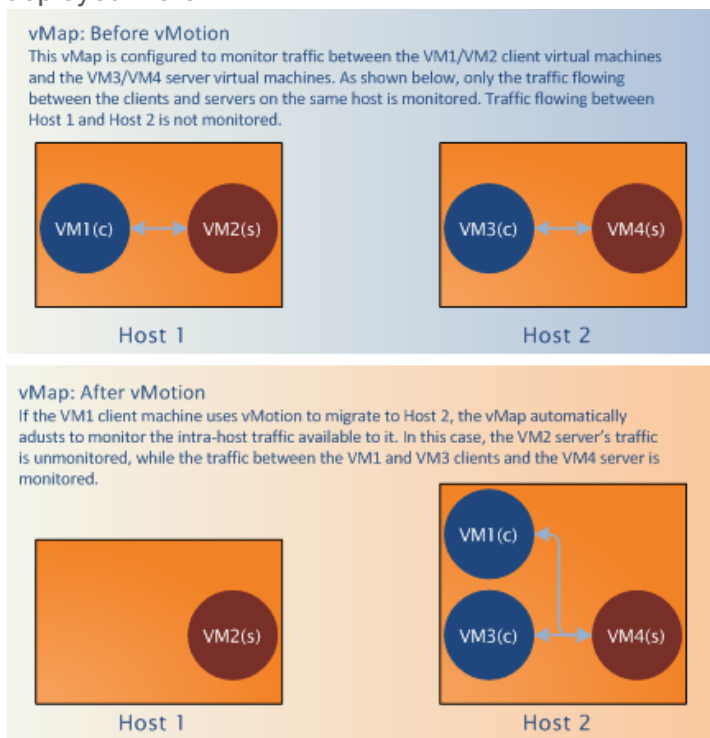 vMap: Before vMotion
This vMap is configured to monitor traffic between the VM1/VM2 client virtual machines
and the VM3/VM4 server virtual machines. As shown below, only the traffic flowing
between the clients and servers on the same host is monitored. Traffic flowing between
Host 1 and Host 2 is not monitored.
VM1(c)
VM2(s)
VM3(c)
VM4(s)
Host 1
Host 2
vMap: After vMotion
If the VM1 client machine uses vMotion to migrate to Host 2, the vMap automatically
adusts to monitor the intra-host traffic available to it. In this case, the VM2 server's traffic
is unmonitored, while the traffic between the VM1 and VM3 clients and the VM4 server is
monitored.
VM1(c)
VM2(s)
VM3(c)
VM4(s)
Host 1
Host 2